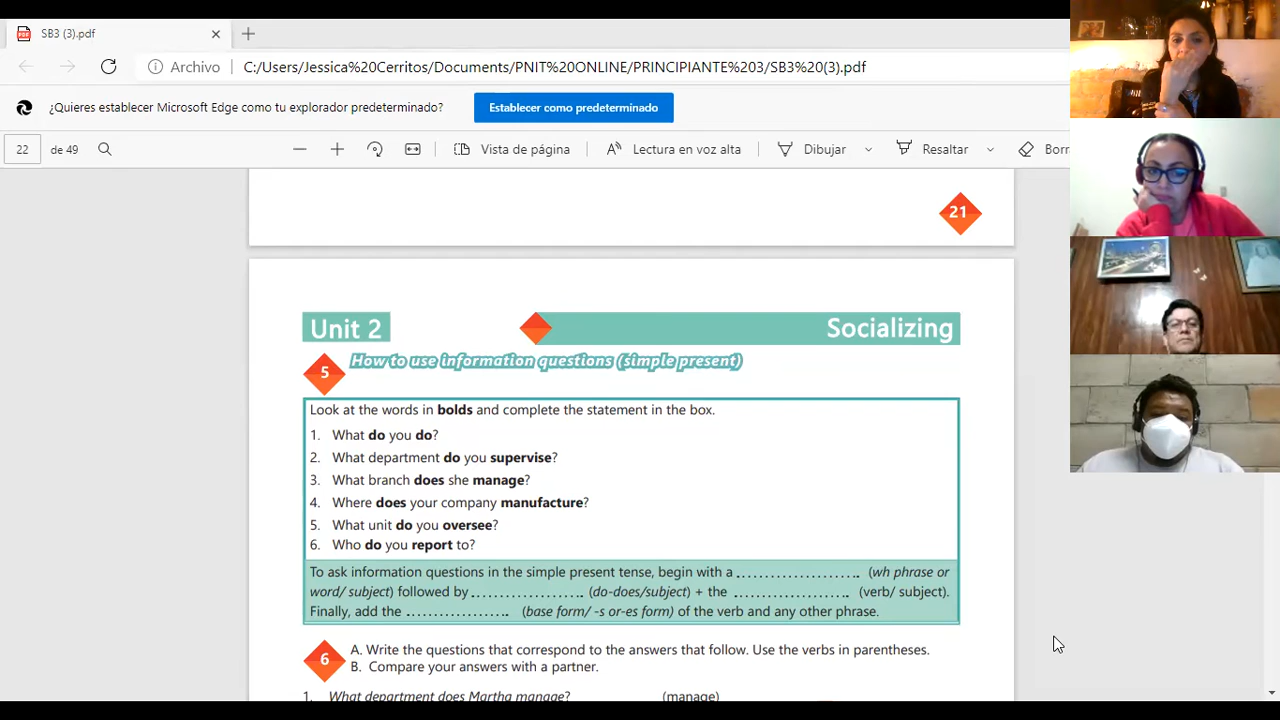 SB3 (3).pdf
Archivo C:/Users/Jessica%20Cerritos/Documents/PNIT%20ONLINE/PRINCIPIANTE%203/SB3%20(3).pdf
¿Quieres establecer Microsoft Edge como tu explorador predeterminado? Establecer como predeterminado
22 de 49 Vista de página Lectura en voz alta Dibujar Resaltar Borr
21
Unit 2 Socializing
5 How to use information questions (simple present)
Look at the words in bolds and complete the statement in the box.
1. What do you do?
2. What department do you supervise?
3. What branch does she manage?
4. Where does your company manufacture?
5. What unit do you oversee?
6. Who do you report to?
To ask information questions in the simple present tense, begin with a ..................... (wh phrase or
word/ subject) followed by ................... (do-does/subject) + the ................... (verb/ subject).
Finally, add the ................. (base form/ -s or-es form) of the verb and any other phrase.
6 A. Write the questions that correspond to the answers that follow. Use the verbs in parentheses.
B. Compare your answers with a partner.
1. What department does Martha manage? (manage)